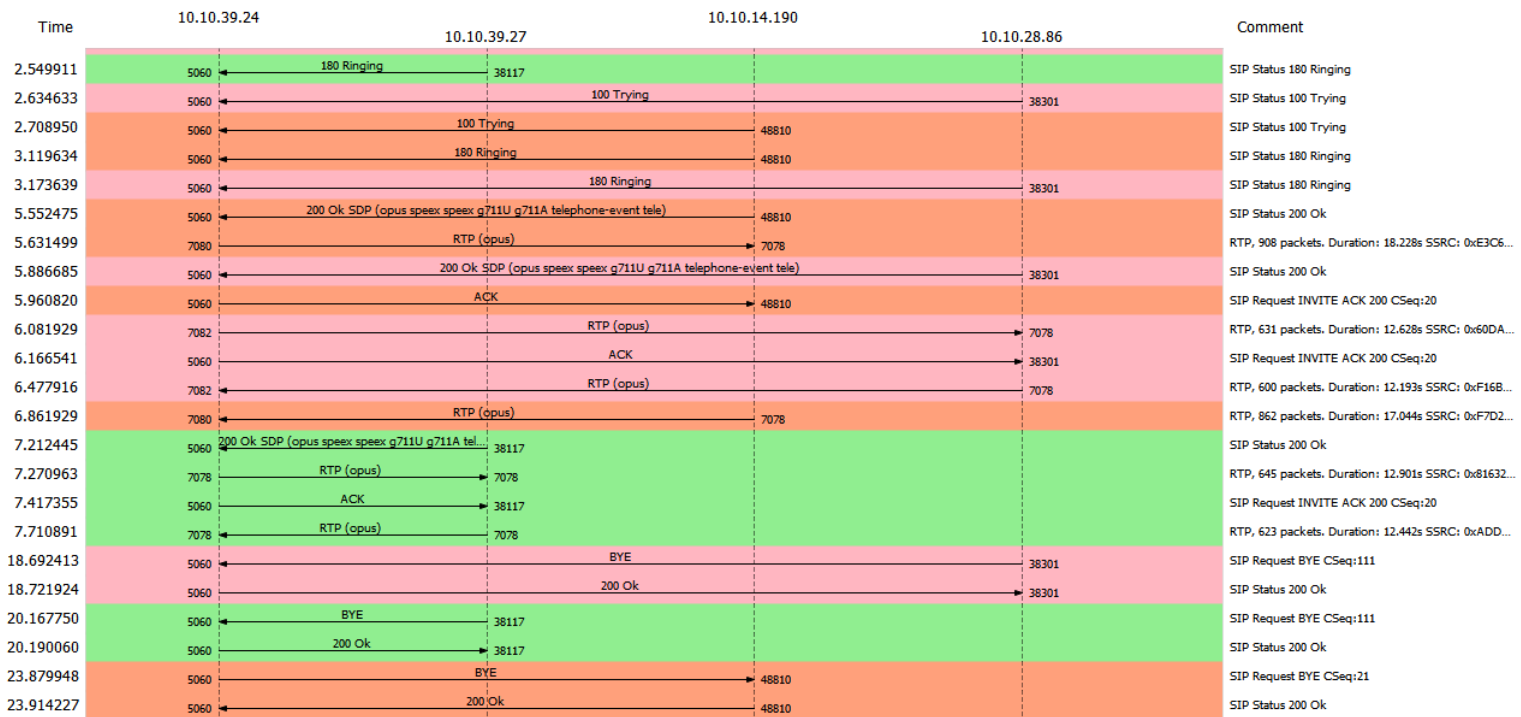 10.10.39.24 10.10.14.190
Time 10.10.39.27 10.10.28.86 Comment
2.549911 5060 180 Ringing 38117 SIP Status 180 Ringing
2.634633 5060 100 Trying 38301 SIP Status 100 Trying
2.708950 5060 100 Trying 48810 SIP Status 100 Trying
3.119634 5060 180 Ringing 48810 SIP Status 180 Ringing
3.173639 5060 180 Ringing 38301 SIP Status 180 Ringing
5.552475 5060 200 Ok SDP (opus speex speex g711U g711A telephone-event tele) 48810 SIP Status 200 Ok
5.631499 7080 RTP (opus) 7078 RTP, 908 packets. Duration: 18.228s SSRC: 0xE3C6...
5.886685 5060 200 Ok SDP (opus speex speex g711U g711A telephone-event tele) 38301 SIP Status 200 Ok
5.960820 5060 ACK 48810 SIP Request INVITE ACK 200 CSeq:20
6.081929 7082 RTP (opus) 7078 RTP, 631 packets. Duration: 12.628s SSRC: 0x60DA...
6.166541 5060 ACK 38301 SIP Request INVITE ACK 200 CSeq:20
6.477916 7082 RTP (opus) 7078 RTP, 600 packets. Duration: 12.193s SSRC: 0xF16B...
6.861929 7080 RTP (opus) 7078 RTP, 862 packets. Duration: 17.044s SSRC: 0xF7D2...
7.212445 5060 200 Ok SDP (opus speex speex g711U g711A tel... 38117 SIP Status 200 Ok
7.270963 7078 RTP (opus) 7078 RTP, 645 packets. Duration: 12.901s SSRC: 0x81632...
7.417355 5060 ACK 38117 SIP Request INVITE ACK 200 CSeq:20
7.710891 7078 RTP (opus) 7078 RTP, 623 packets. Duration: 12.442s SSRC: 0xADD...
18.692413 5060 BYE 38301 SIP Request BYE CSeq:111
18.721924 5060 200 Ok 38301 SIP Status 200 Ok
20.167750 5060 BYE 38117 SIP Request BYE CSeq:111
20.190060 5060 200 Ok 38117 SIP Status 200 Ok
23.879948 5060 BYE 48810 SIP Request BYE CSeq:21
23.914227 5060 200 Ok 48810 SIP Status 200 Ok